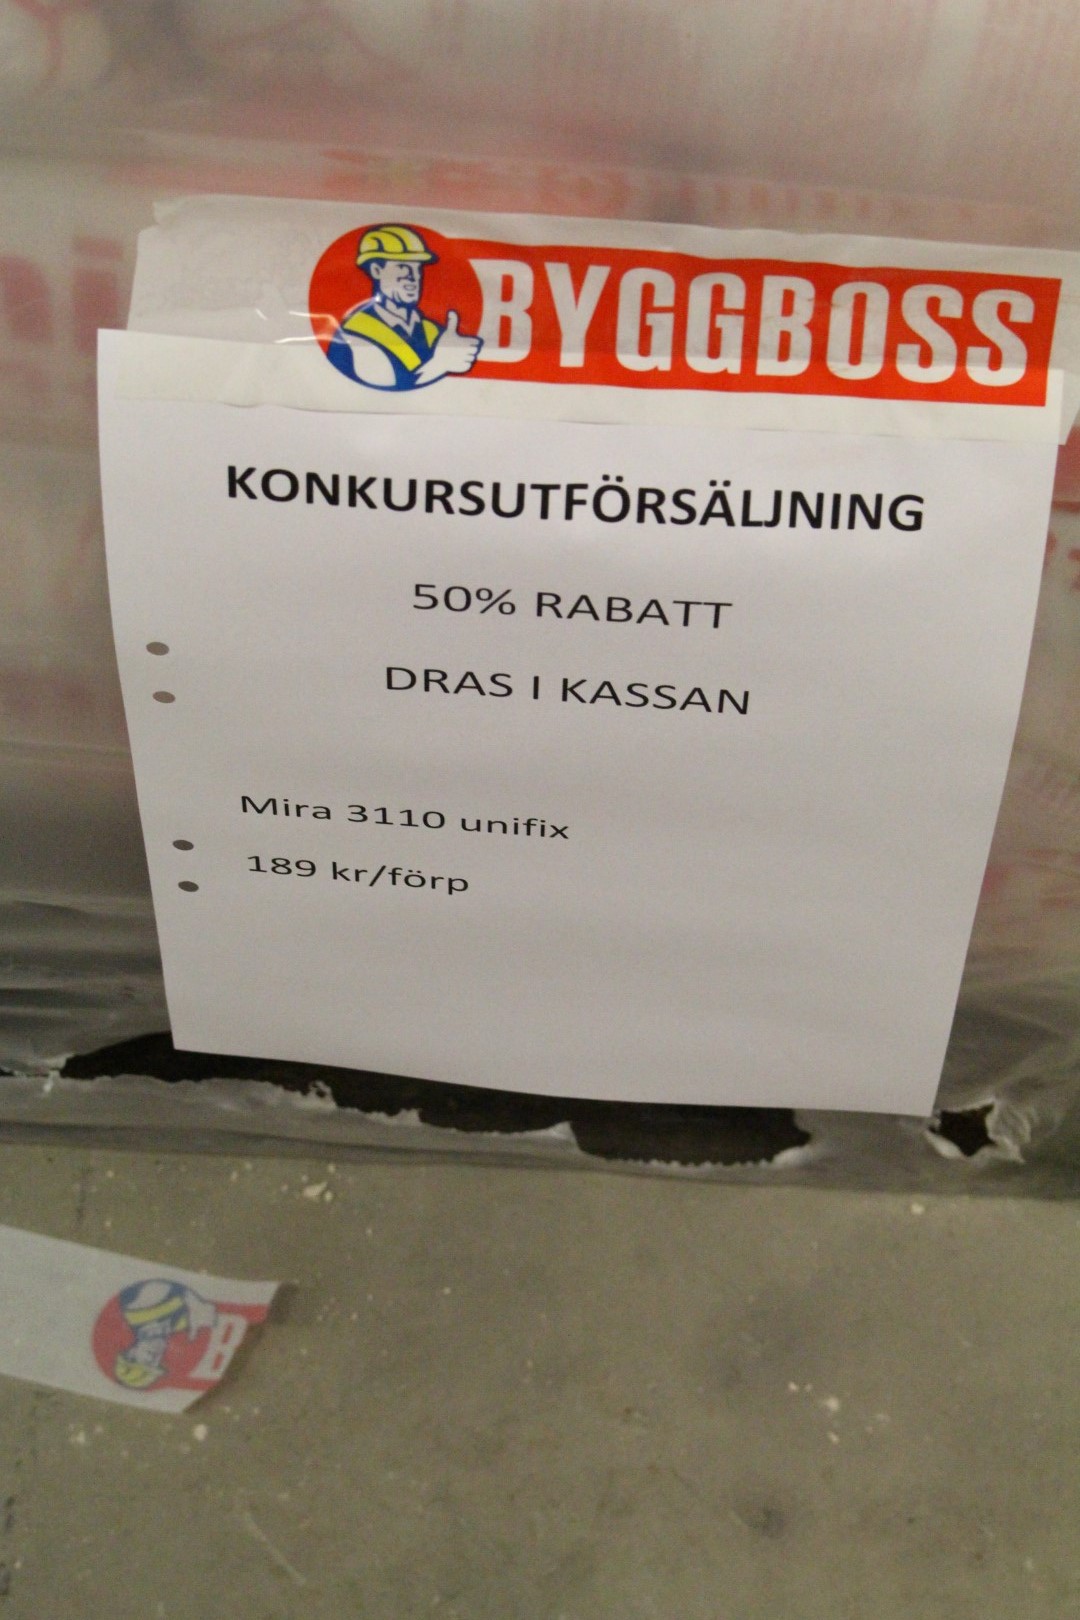 BYGGBOSS
KONKURSUTFÖRSÄLJNING
50% RABATT
DRAS I KASSAN
Mira 3110 unifix
189 kr/förp
B